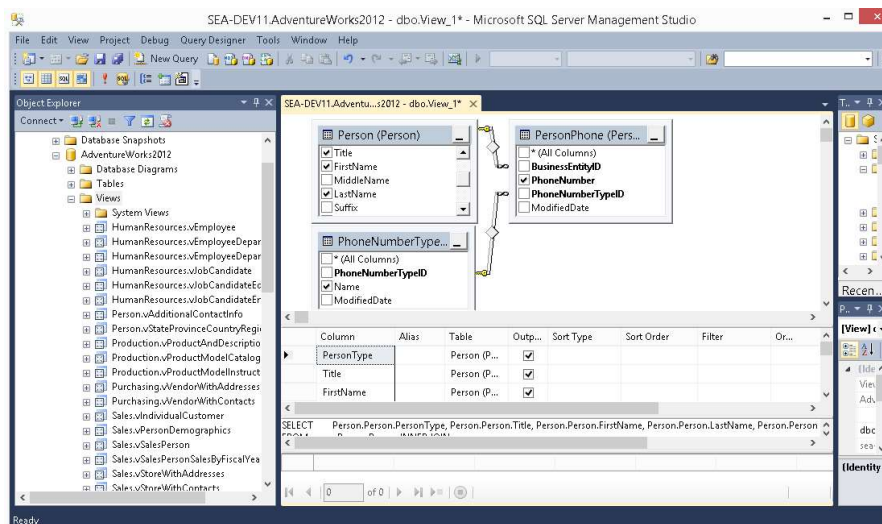 SEA-DEV11.AdventureWorks2012 - dbo.View_1* - Microsoft SQL Server Management Studio
File Edit View Project Debug Query Designer Tools Window Help
New Query
SQL
Object Explorer
Connect
Database Snapshots
AdventureWorks2012
Database Diagrams
Tables
Views
System Views
HumanResources.vEmployee
HumanResources.vEmployeeDepar
HumanResources.vEmployeeDepar
HumanResources.vJobCandidate
HumanResources.vJobCandidateEc
HumanResources.vJobCandidateEr
Person.vAdditionalContactInfo
Person.vStateProvinceCountryRegi
Production.vProductAndDescriptio
Production.vProductModelCatalog
Production.vProductModelInstruct
Purchasing.vVendorWithAddresses
Purchasing.vVendorWithContacts
Sales.vIndividualCustomer
Sales.vPersonDemographics
Sales.vSalesPerson
Sales.vSalesPersonSalesByFiscalYea
Sales.vStoreWithAddresses
Sales.vStoreWithContacts
SEA-DEV11.Adventu...s2012 - dbo.View_1*
Person (Person)
Title
FirstName
MiddleName
LastName
Suffix
PersonPhone (Pers...
* (All Columns)
BusinessEntityID
PhoneNumber
PhoneNumberTypeID
ModifiedDate
PhoneNumberType...
* (All Columns)
PhoneNumberTypeID
Name
ModifiedDate
Column Alias Table Outp... Sort Type Sort Order Filter Or...
PersonType Person (P...
Title Person (P...
FirstName Person (P...
SELECT Person.Person.PersonType, Person.Person.Title, Person.Person.FirstName, Person.Person.LastName, Person.Person
0 of 0
T..
Recen...
P..
[View] c
View
Adv
dbc
sea-
(Identity
Ready